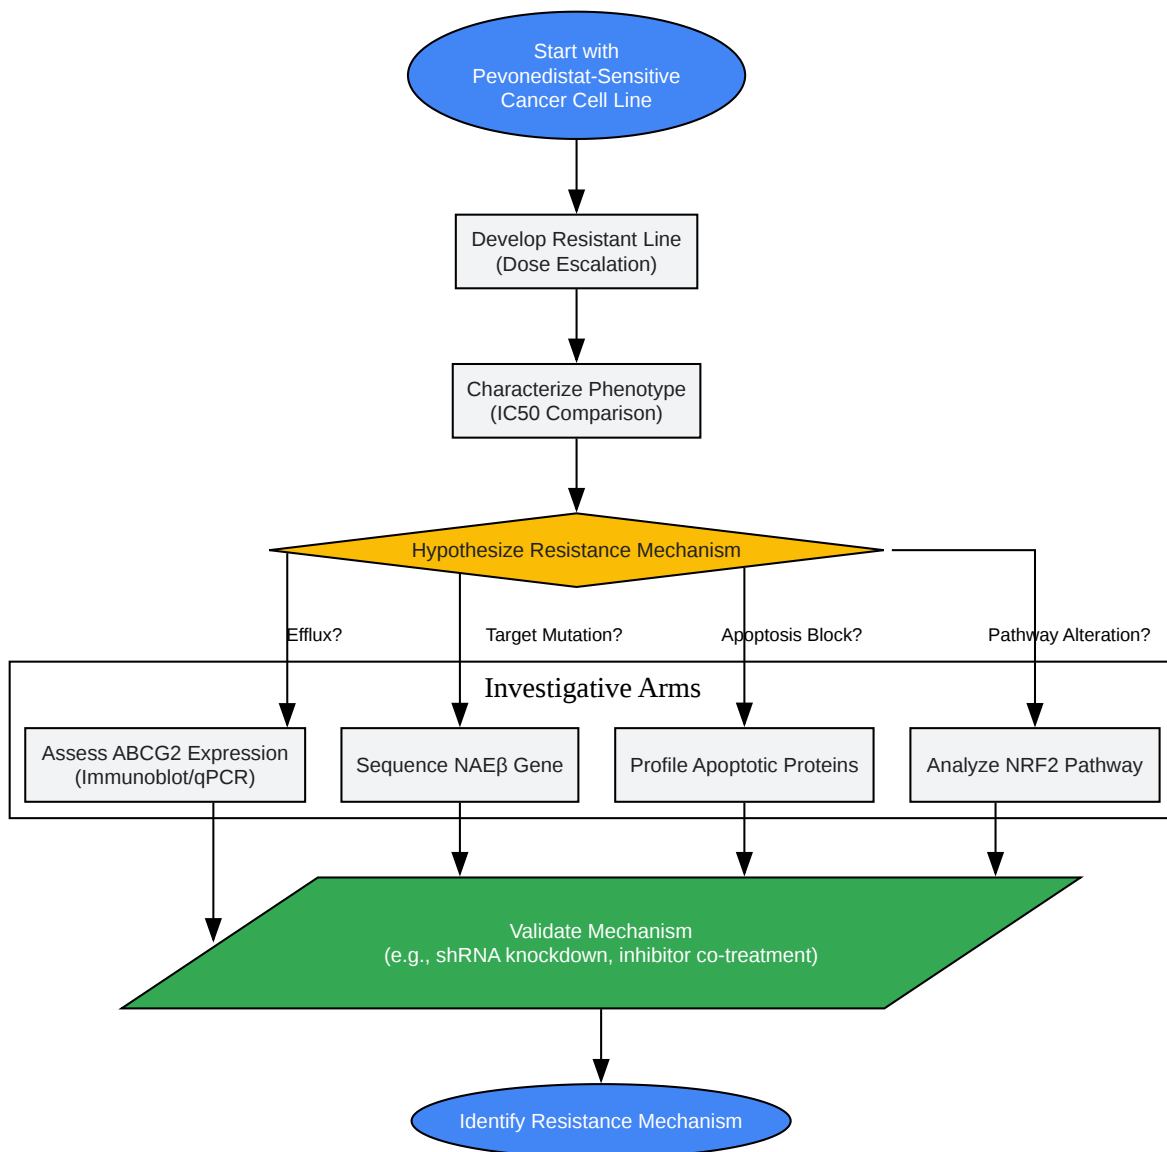 Start with
Pevonedistat-Sensitive
Cancer Cell Line
Develop Resistant Line
(Dose Escalation)
Characterize Phenotype
(IC50 Comparison)
Hypothesize Resistance Mechanism
Efflux?
Target Mutation?
Apoptosis Block?
Pathway Alteration?
Investigative Arms
Assess ABCG2 Expression
(Immunoblot/qPCR)
Sequence NAEβ Gene
Profile Apoptotic Proteins
Analyze NRF2 Pathway
Validate Mechanism
(e.g., shRNA knockdown, inhibitor co-treatment)
Identify Resistance Mechanism